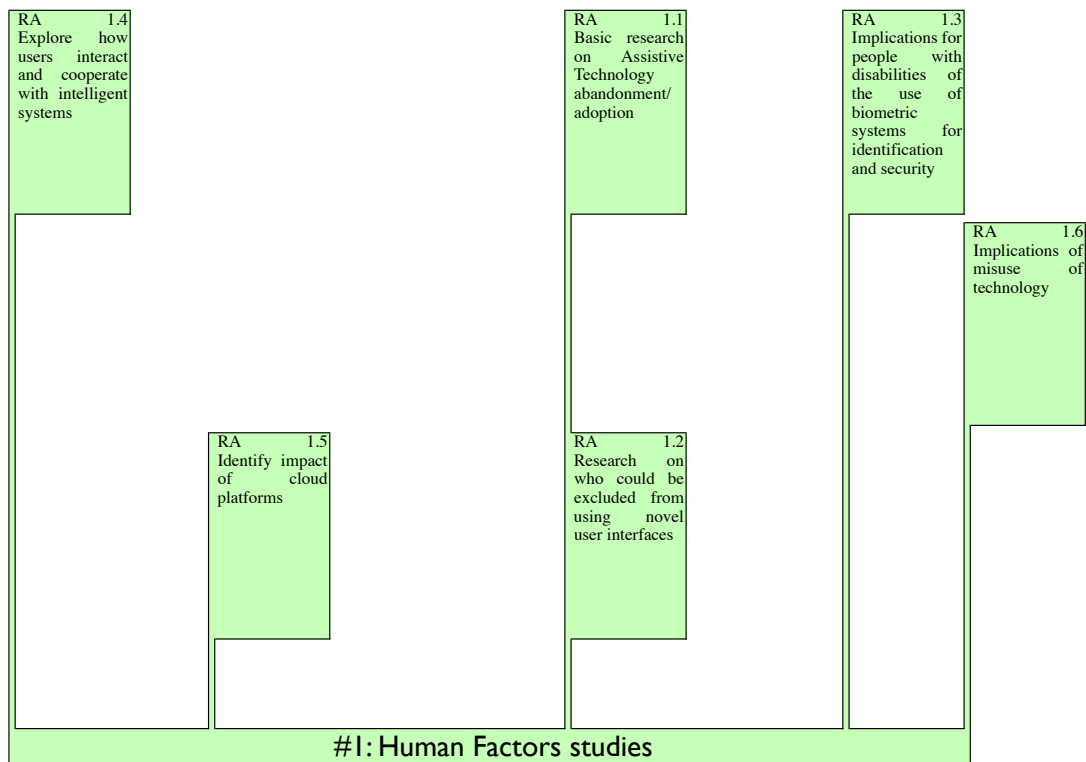 RA 1.4
Explore how
users interact
and cooperate
with intelligent
systems
RA 1.1
Basic research
on Assistive
Technology
abandonment/
adoption
RA 1.3
Implications for
people with
disabilities of
the use of
biometric
systems for
identification
and security
RA 1.6
Implications of
misuse of
technology
RA 1.5
Identify impact
of cloud
platforms
RA 1.2
Research on
who could be
excluded from
using novel
user interfaces
#1: Human Factors studies